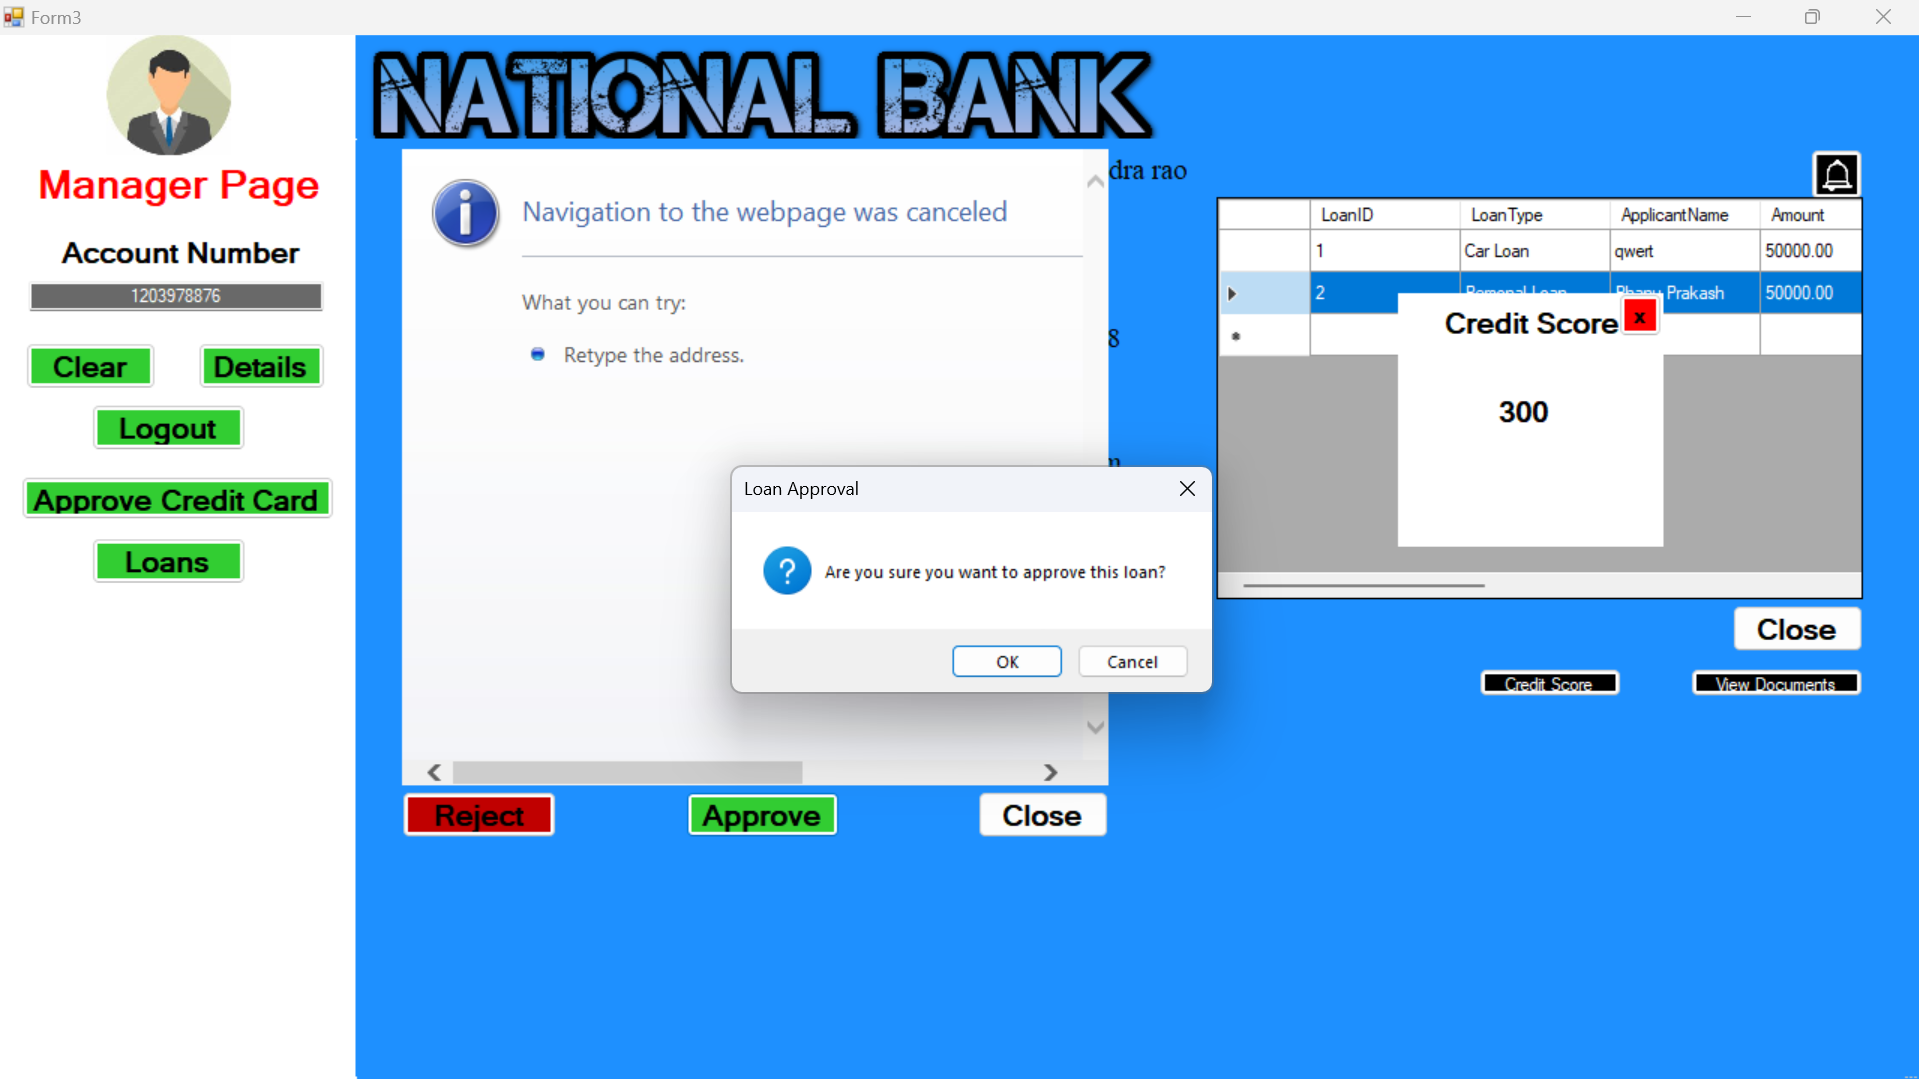 Form3
NATIONAL BANK
Manager Page
Account Number
1203978876
Clear
Details
Logout
Approve Credit Card
Loans
Navigation to the webpage was canceled
What you can try:
Retype the address.
dra rao
8
LoanID LoanType ApplicantName Amount
1 Car Loan qwert 50000.00
2 Personal Loan Bhanu Prakash 50000.00
Credit Score
x
300
Loan Approval
?
Are you sure you want to approve this loan?
OK
Cancel
Close
Credit Score
View Documents
Reject
Approve
Close